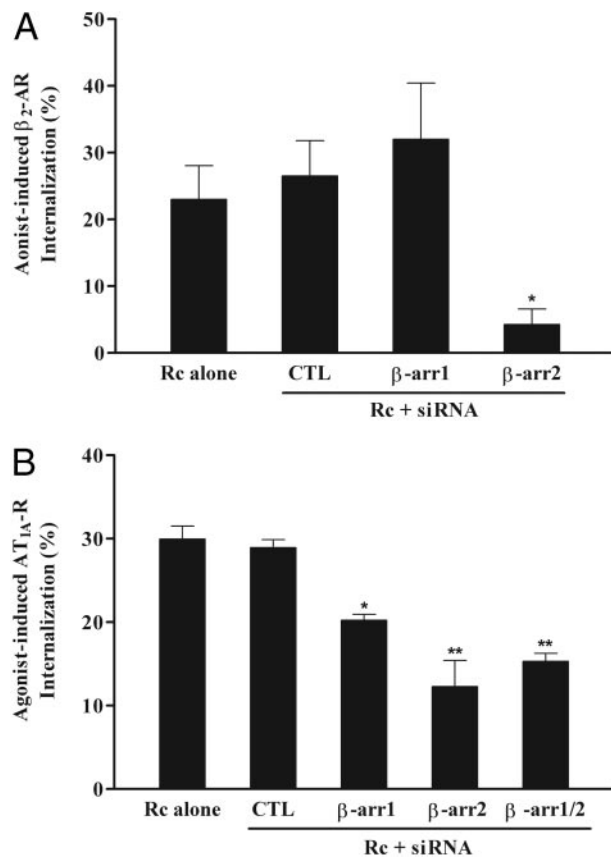 A
Aonist-induced β2-AR
Internalization (%)
50
40
30
20
10
0
*
Rc alone
CTL
β-arr1
β-arr2
Rc + siRNA
B
Agonist-induced AT1A-R
Internalization (%)
40
30
20
10
0
*
**
**
Rc alone
CTL
β-arr1
β-arr2
β -arr1/2
Rc + siRNA